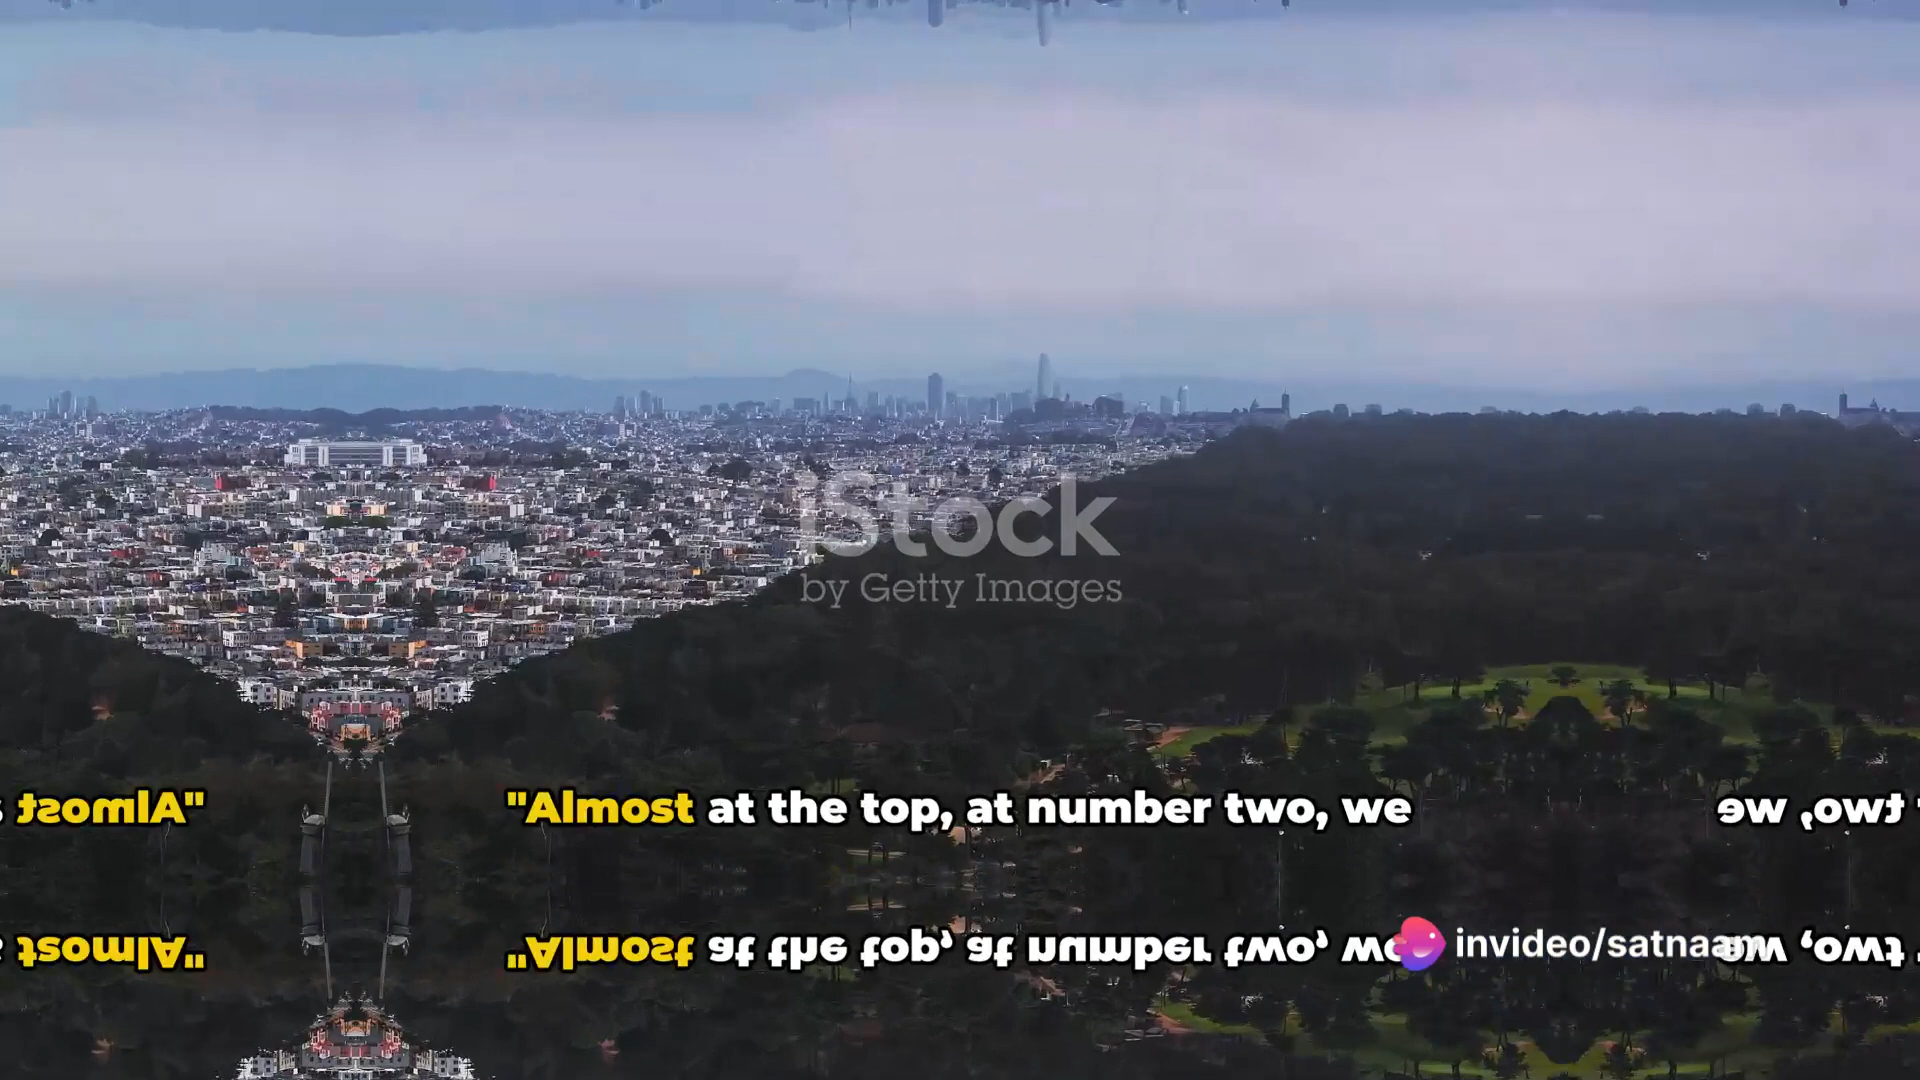 iStock
by Getty Images
"Almost at the top, at number two, we
invideo/satnaam